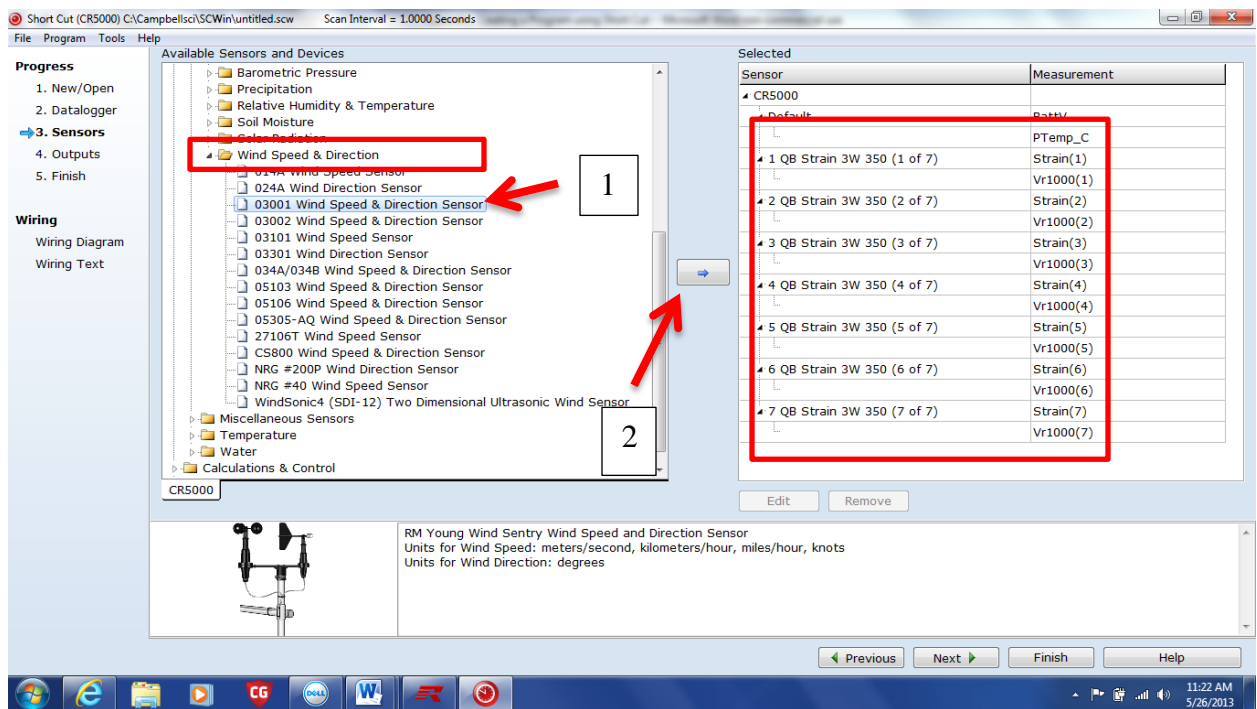 Short Cut (CR5000) C:\Campbellsci\SCWin\untitled.scw Scan Interval = 1.0000 Seconds
File Program Tools Help
Progress
1. New/Open
2. Datalogger
3. Sensors
4. Outputs
5. Finish
Wiring
Wiring Diagram
Wiring Text
Available Sensors and Devices
Barometric Pressure
Precipitation
Relative Humidity & Temperature
Soil Moisture
Solar Radiation
Wind Speed & Direction
014A Wind Speed Sensor
024A Wind Direction Sensor
03001 Wind Speed & Direction Sensor
03002 Wind Speed & Direction Sensor
03101 Wind Speed Sensor
03301 Wind Direction Sensor
034A/034B Wind Speed & Direction Sensor
05103 Wind Speed & Direction Sensor
05106 Wind Speed & Direction Sensor
05305-AQ Wind Speed & Direction Sensor
27106T Wind Speed Sensor
CS800 Wind Speed & Direction Sensor
NRG #200P Wind Direction Sensor
NRG #40 Wind Speed Sensor
WindSonic4 (SDI-12) Two Dimensional Ultrasonic Wind Sensor
Miscellaneous Sensors
Temperature
Water
Calculations & Control
CR5000
1
2
Selected
Sensor Measurement
CR5000
Default BattV
PTemp_C
1 QB Strain 3W 350 (1 of 7) Strain(1)
Vr1000(1)
2 QB Strain 3W 350 (2 of 7) Strain(2)
Vr1000(2)
3 QB Strain 3W 350 (3 of 7) Strain(3)
Vr1000(3)
4 QB Strain 3W 350 (4 of 7) Strain(4)
Vr1000(4)
5 QB Strain 3W 350 (5 of 7) Strain(5)
Vr1000(5)
6 QB Strain 3W 350 (6 of 7) Strain(6)
Vr1000(6)
7 QB Strain 3W 350 (7 of 7) Strain(7)
Vr1000(7)
Edit Remove
RM Young Wind Sentry Wind Speed and Direction Sensor
Units for Wind Speed: meters/second, kilometers/hour, miles/hour, knots
Units for Wind Direction: degrees
Previous Next Finish Help
CG DELL W
11:22 AM
5/26/2013